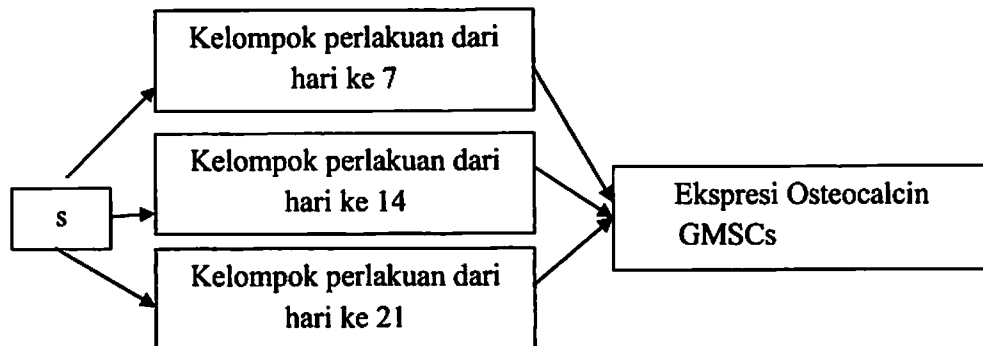 Kelompok perlakuan dari
hari ke 7
Kelompok perlakuan dari
hari ke 14
s
Kelompok perlakuan dari
hari ke 21
Ekspresi Osteocalcin
GMSCs